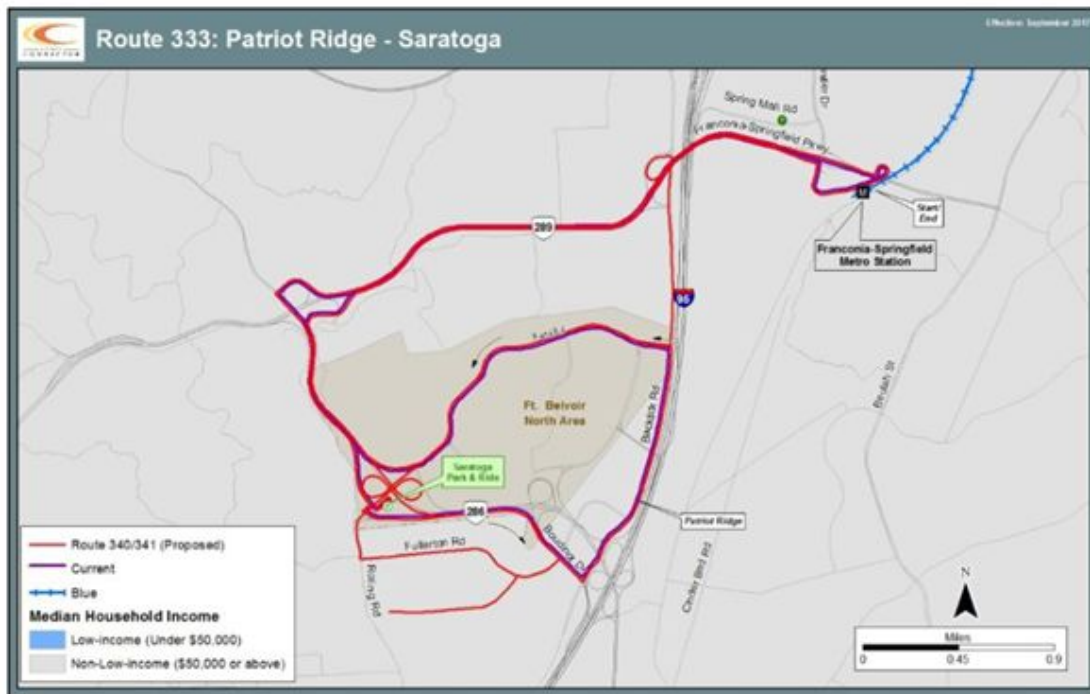 Route 333: Patriot Ridge - Saratoga
CONNECTOR
Spring Mall Rd
Franconia-Springfield Pkwy
Start/
End
Franconia-Springfield
Metro Station
289
95
Ft. Belvoir
North Area
Backlick Rd
Beulah St
Saratoga
Park & Ride
286
Patriot Ridge
Boudinot Dr
Fullerton Rd
Rolling Rd
Cinder Bed Rd
Route 340/341 (Proposed)
Current
Blue
Median Household Income
Low-income (Under $50,000)
Non-Low-income ($50,000 or above)
N
Miles
0 0.45 0.9